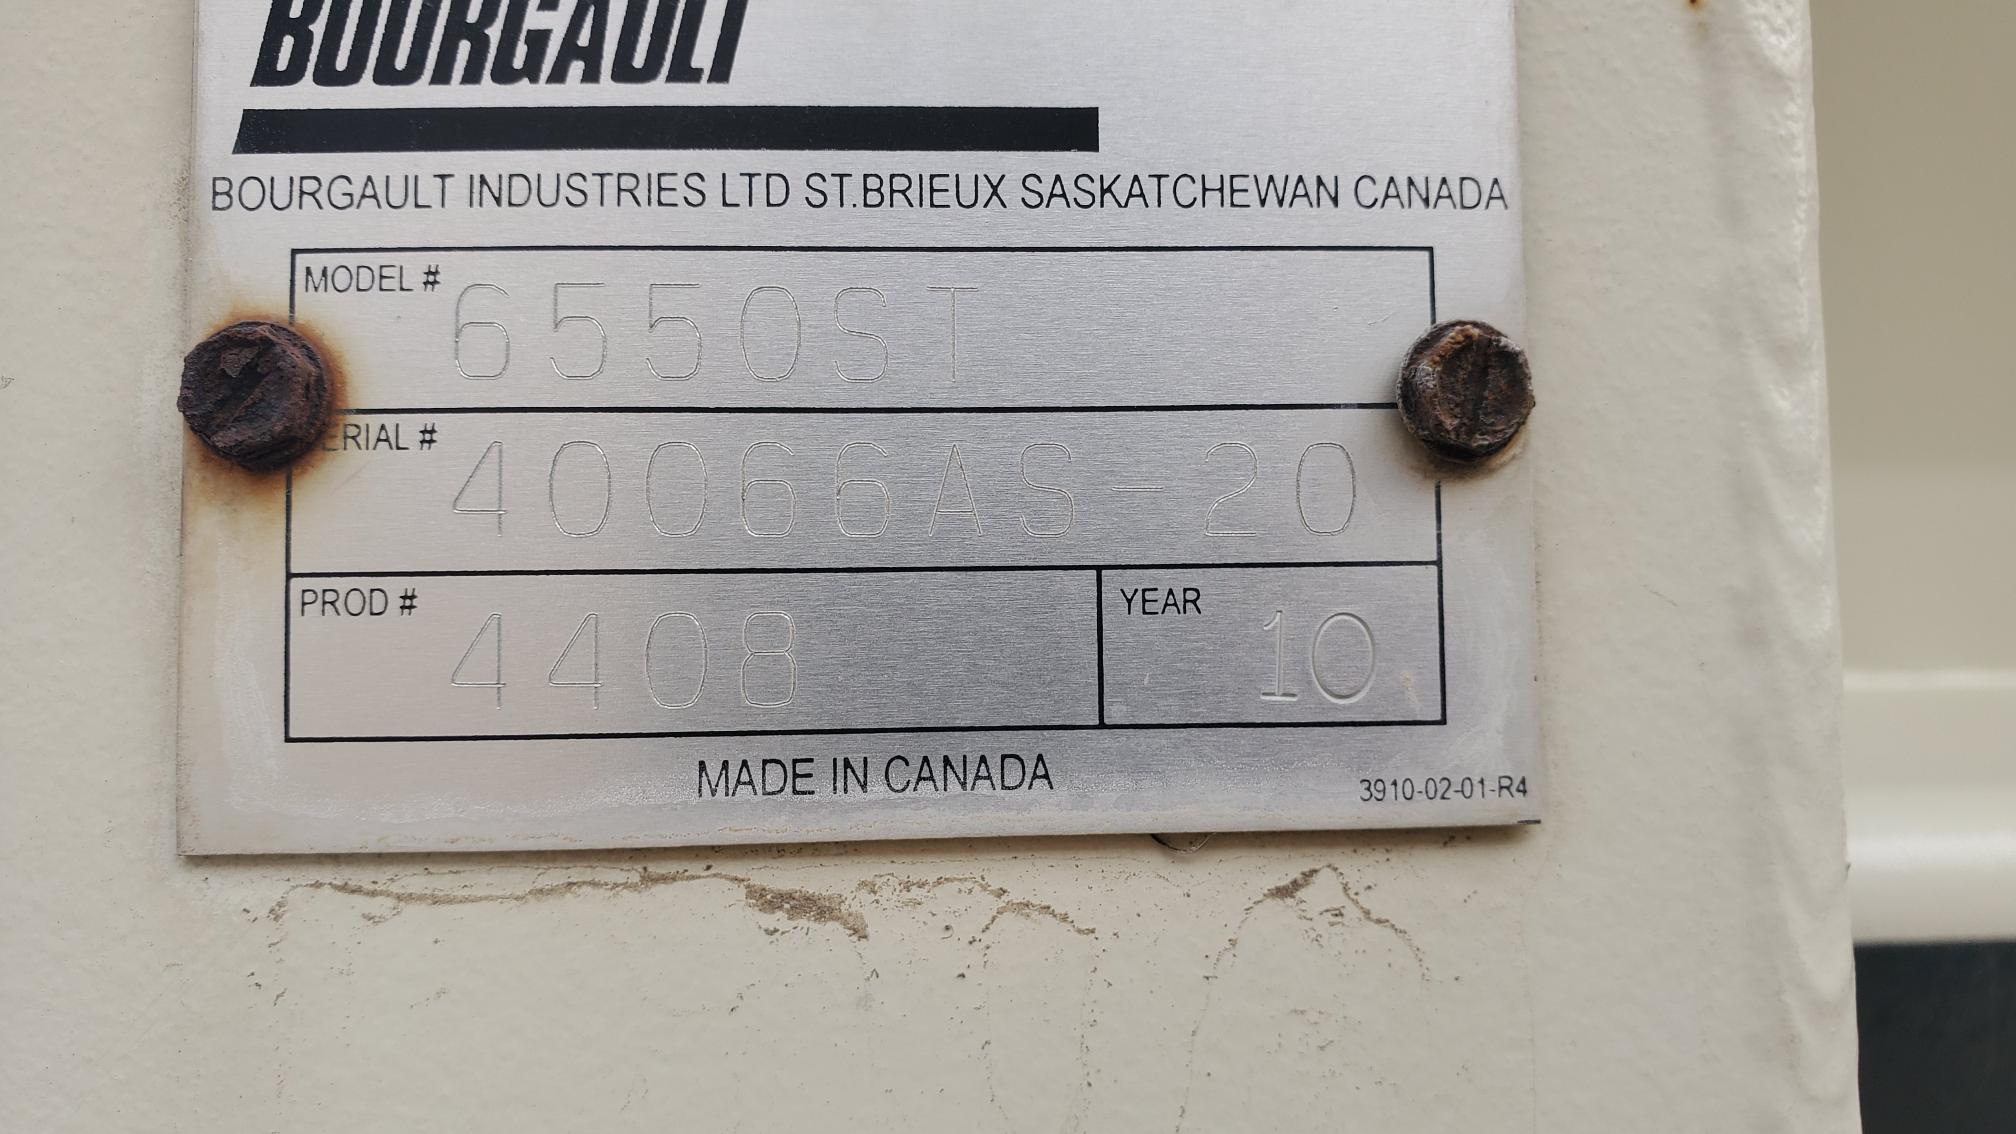 BOURGAULT
BOURGAULT INDUSTRIES LTD ST.BRIEUX SASKATCHEWAN CANADA
MODEL # 6550ST
ERIAL # 40066AS-20
PROD # 4408 YEAR 10
MADE IN CANADA
3910-02-01-R4